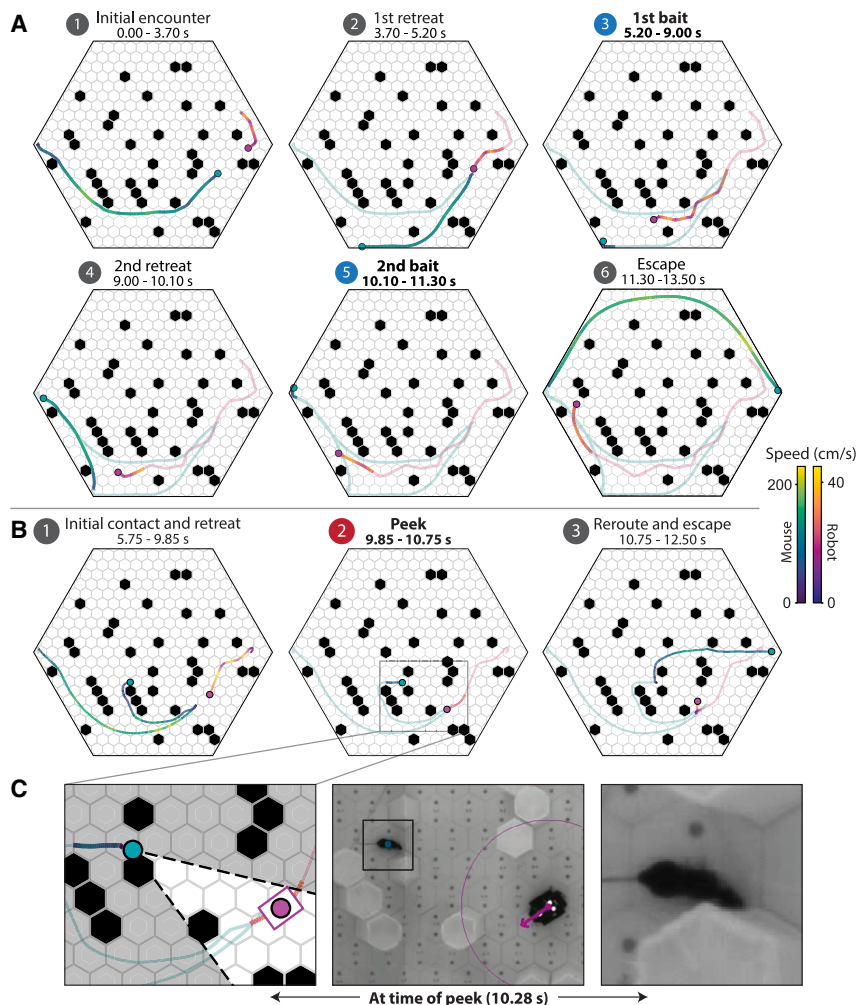 A
1 Initial encounter
0.00 - 3.70 s
2 1st retreat
3.70 - 5.20 s
3 1st bait
5.20 - 9.00 s
4 2nd retreat
9.00 - 10.10 s
5 2nd bait
10.10 - 11.30 s
6 Escape
11.30 -13.50 s
Speed (cm/s)
200 40
Mouse Robot
0 0
B
1 Initial contact and retreat
5.75 - 9.85 s
2 Peek
9.85 - 10.75 s
3 Reroute and escape
10.75 - 12.50 s
C
At time of peek (10.28 s)